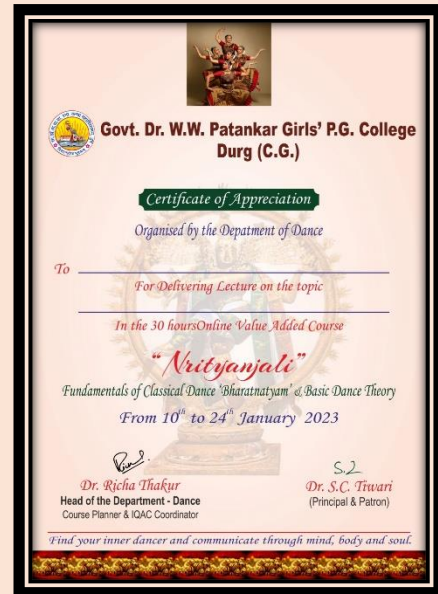 Govt. Dr. W.W. Patankar Girls' P.G. College
Durg (C.G.)
Certificate of Appreciation
Organised by the Depatment of Dance
To
For Delivering Lecture on the topic
In the 30 hoursOnline Value Added Course
"Nrityanjali"
Fundamentals of Classical Dance 'Bharatnatyam' & Basic Dance Theory
From 10th to 24th January 2023
Dr. Richa Thakur
Head of the Department - Dance
Course Planner & IQAC Coordinator
Dr. S.C. Tiwari
(Principal & Patron)
Find your inner dancer and communicate through mind, body and soul.